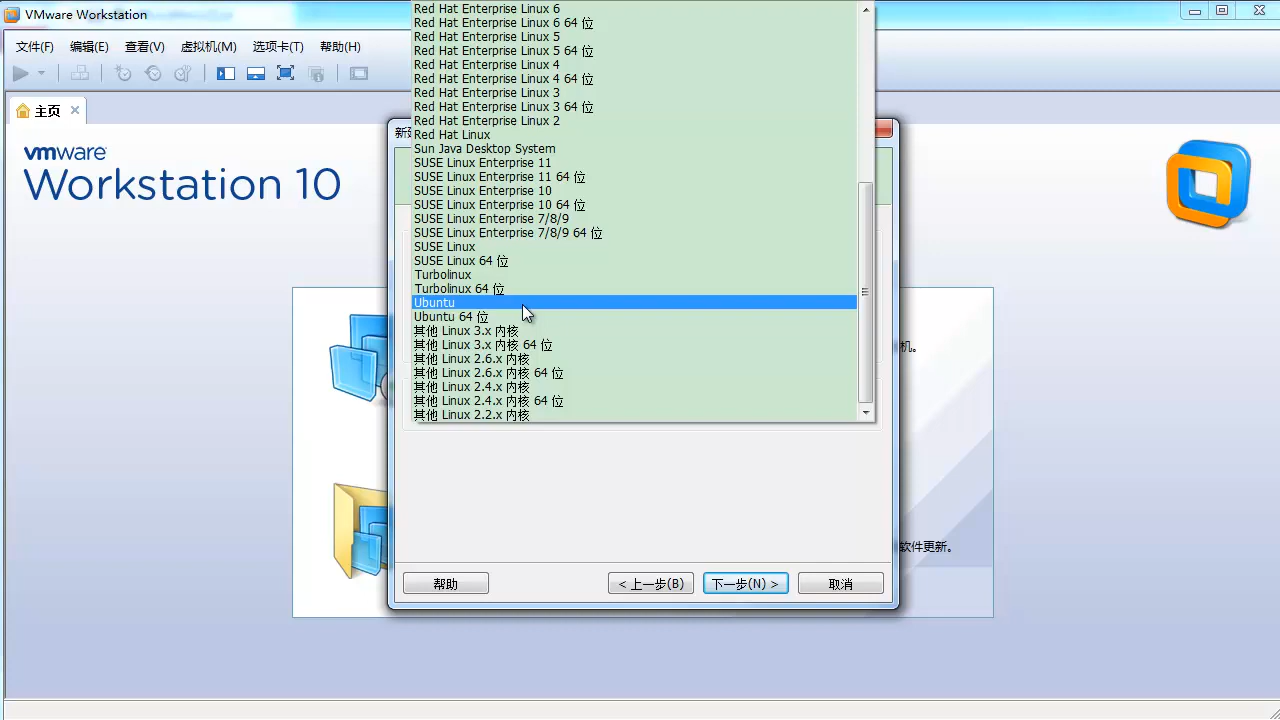 VMware Workstation
文件(F) 编辑(E) 查看(V) 虚拟机(M) 选项卡(T) 帮助(H)
主页
vmware
Workstation 10
新建
Red Hat Enterprise Linux 6
Red Hat Enterprise Linux 6 64 位
Red Hat Enterprise Linux 5
Red Hat Enterprise Linux 5 64 位
Red Hat Enterprise Linux 4
Red Hat Enterprise Linux 4 64 位
Red Hat Enterprise Linux 3
Red Hat Enterprise Linux 3 64 位
Red Hat Enterprise Linux 2
Red Hat Linux
Sun Java Desktop System
SUSE Linux Enterprise 11
SUSE Linux Enterprise 11 64 位
SUSE Linux Enterprise 10
SUSE Linux Enterprise 10 64 位
SUSE Linux Enterprise 7/8/9
SUSE Linux Enterprise 7/8/9 64 位
SUSE Linux
SUSE Linux 64 位
Turbolinux
Turbolinux 64 位
Ubuntu
Ubuntu 64 位
其他 Linux 3.x 内核
其他 Linux 3.x 内核 64 位
其他 Linux 2.6.x 内核
其他 Linux 2.6.x 内核 64 位
其他 Linux 2.4.x 内核
其他 Linux 2.4.x 内核 64 位
其他 Linux 2.2.x 内核
机。
软件更新。
帮助 < 上一步(B) 下一步(N) > 取消